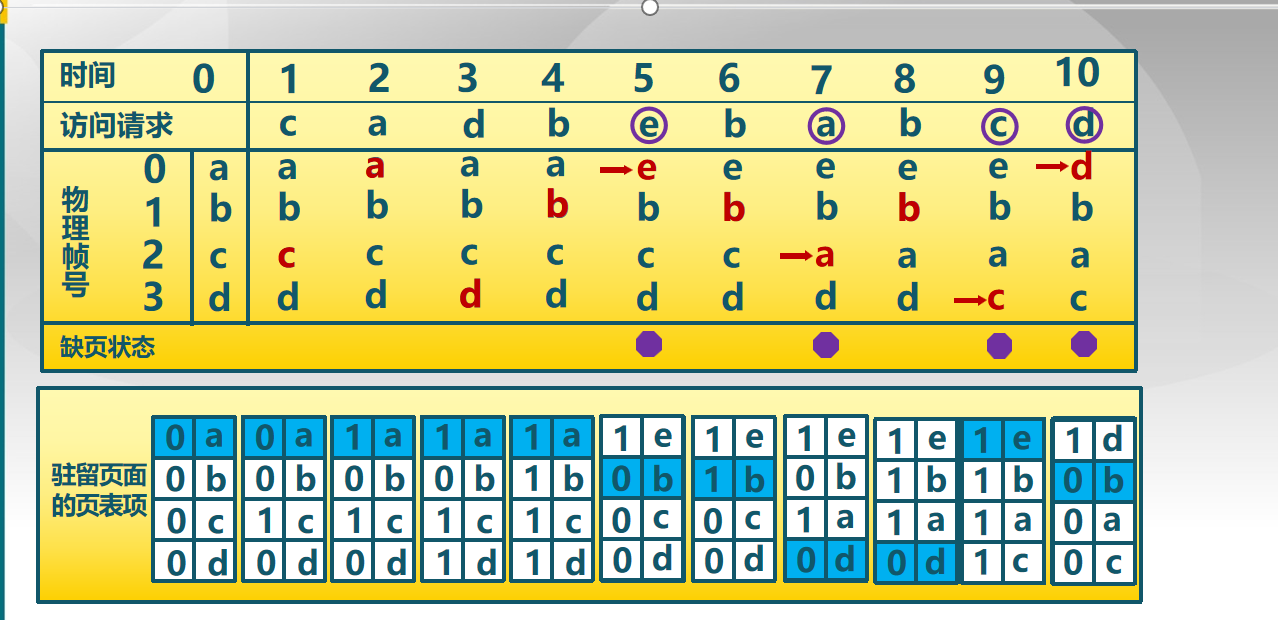 时间 0 1 2 3 4 5 6 7 8 9 10
访问请求 c a d b e b a b c d
物理帧号
0 a a a a a e e e e e d
1 b b b b b b b b b b b
2 c c c c c c c a a a a
3 d d d d d d d d d c c
缺页状态
驻留页面
的页表项
0 a 0 a 1 a 1 a 1 a 1 e 1 e 1 e 1 e 1 e 1 d
0 b 0 b 0 b 0 b 1 b 0 b 1 b 0 b 1 b 1 b 0 b
0 c 1 c 1 c 1 c 1 c 0 c 0 c 1 a 1 a 1 a 0 a
0 d 0 d 0 d 1 d 1 d 0 d 0 d 0 d 0 d 1 c 0 c